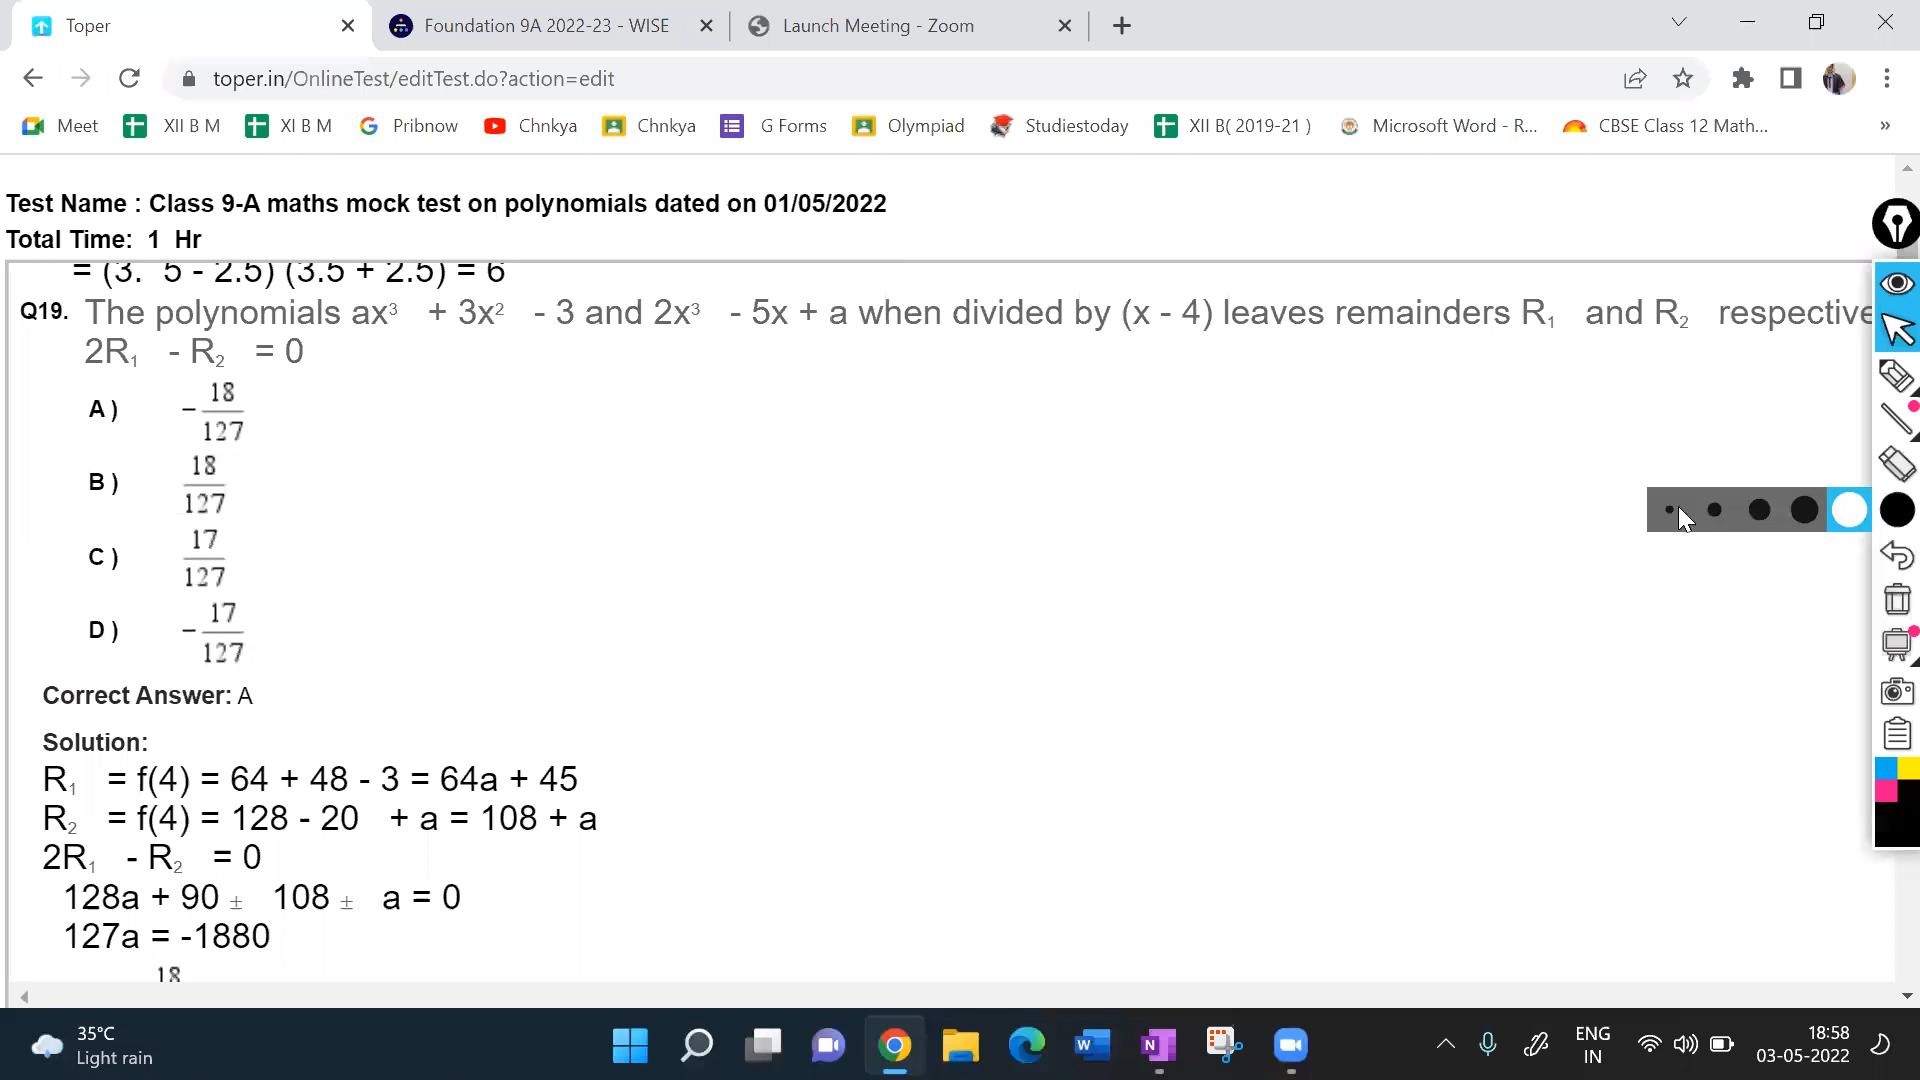 Toper
Foundation 9A 2022-23 - WISE
Launch Meeting - Zoom
toper.in/OnlineTest/editTest.do?action=edit
Meet
XII B M
XI B M
Pribnow
Chnkya
Chnkya
G Forms
Olympiad
Studiestoday
XII B( 2019-21 )
Microsoft Word - R...
CBSE Class 12 Math...
»
Test Name : Class 9-A maths mock test on polynomials dated on 01/05/2022
Total Time: 1 Hr
= (3. 5 - 2.5) (3.5 + 2.5) = 6
Q19. The polynomials ax³ + 3x² - 3 and 2x³ - 5x + a when divided by (x - 4) leaves remainders R₁ and R₂ respective
2R₁ - R₂ = 0
A ) -18/127
B ) 18/127
C ) 17/127
D ) -17/127
Correct Answer: A
Solution:
R₁ = f(4) = 64 + 48 - 3 = 64a + 45
R₂ = f(4) = 128 - 20 + a = 108 + a
2R₁ - R₂ = 0
128a + 90 ± 108 ± a = 0
127a = -1880
18
35°C
Light rain
ENG
IN
18:58
03-05-2022